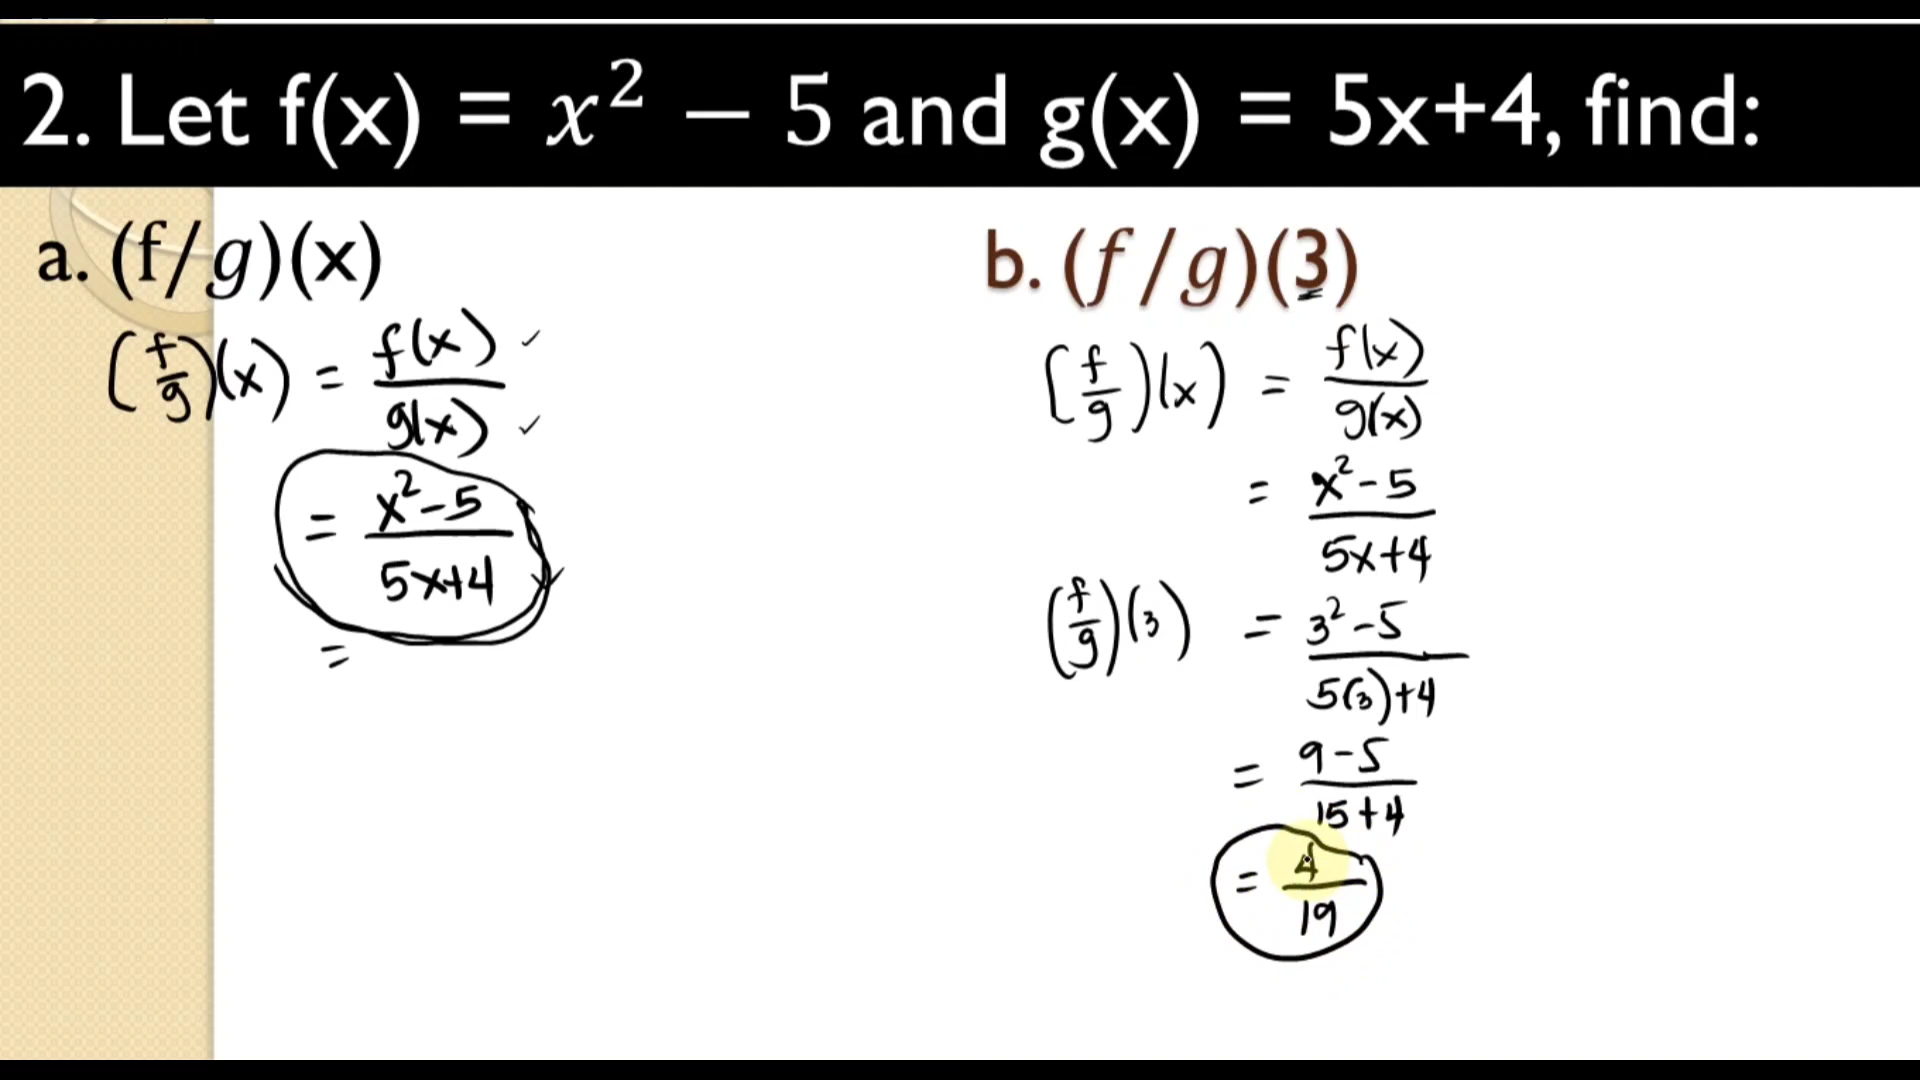 2. Let f(x) = x² − 5 and g(x) = 5x+4, find:
a. (f/g)(x)
(f/g)(x) = f(x)/g(x)
= x²-5/5x+4
=
b. (f/g)(3)
(f/g)(x) = f(x)/g(x)
= x²-5/5x+4
(f/g)(3) = 3²-5/5(3)+4
= 9-5/15+4
= 4/19